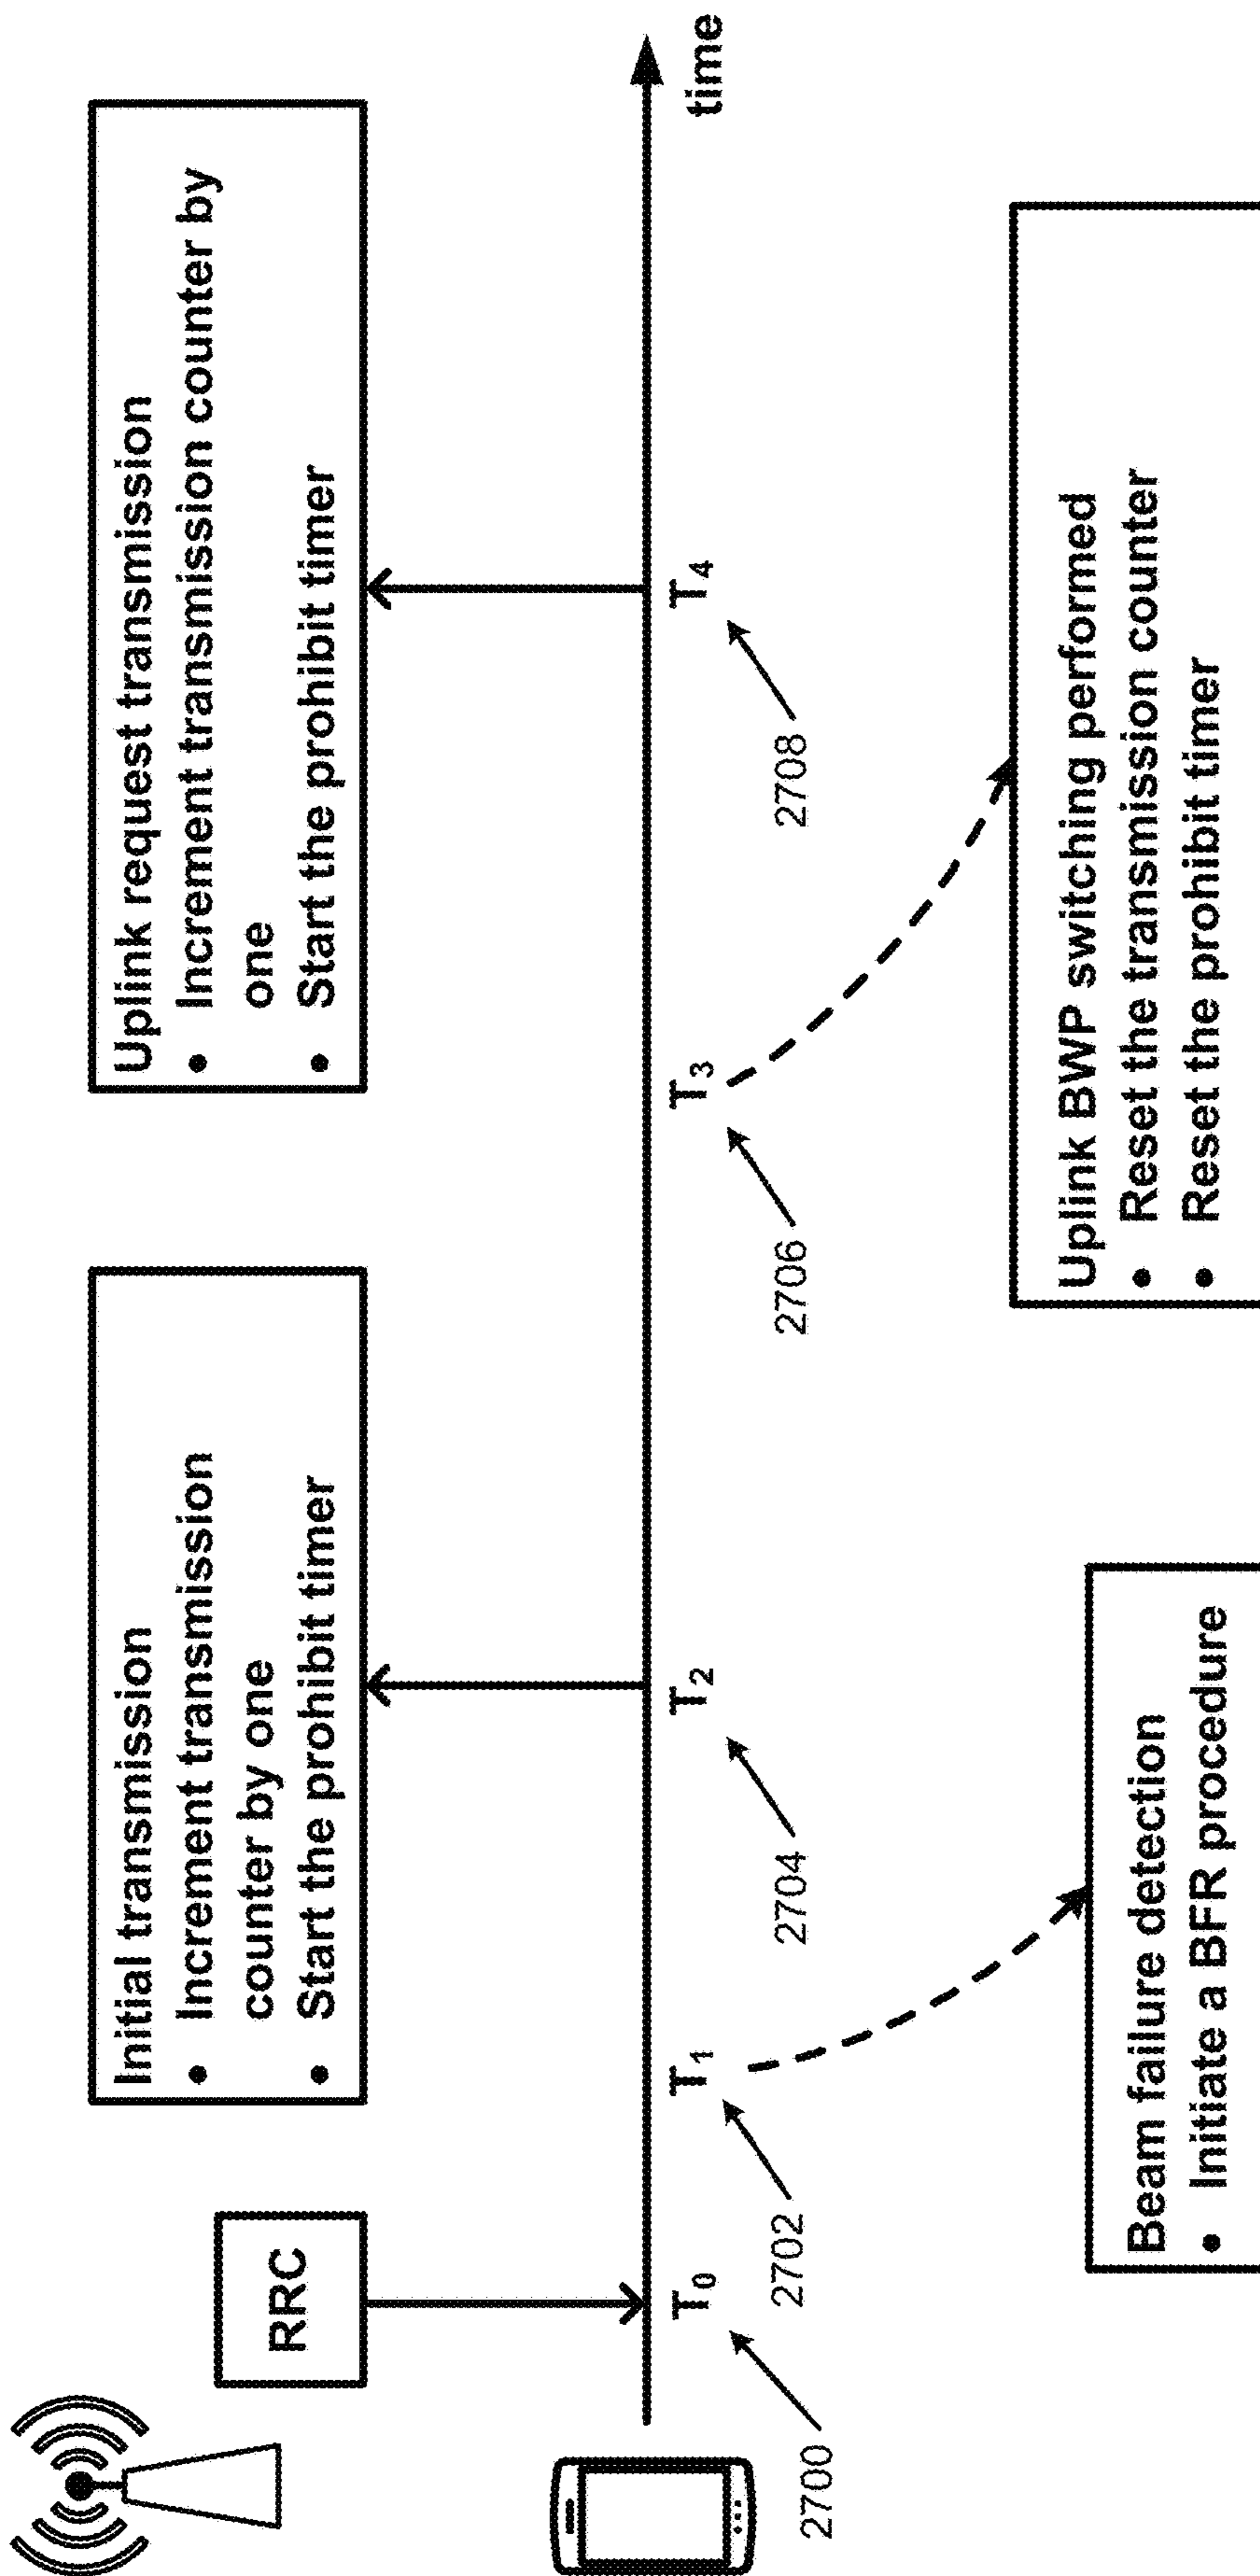 RRC
Initial transmission
• Increment transmission
counter by one
• Start the prohibit timer
Uplink request transmission
• Increment transmission counter by
one
• Start the prohibit timer
T0
T1
T2
T3
T4
time
2700
2702
2704
2706
2708
Beam failure detection
• Initiate a BFR procedure
Uplink BWP switching performed
• Reset the transmission counter
• Reset the prohibit timer